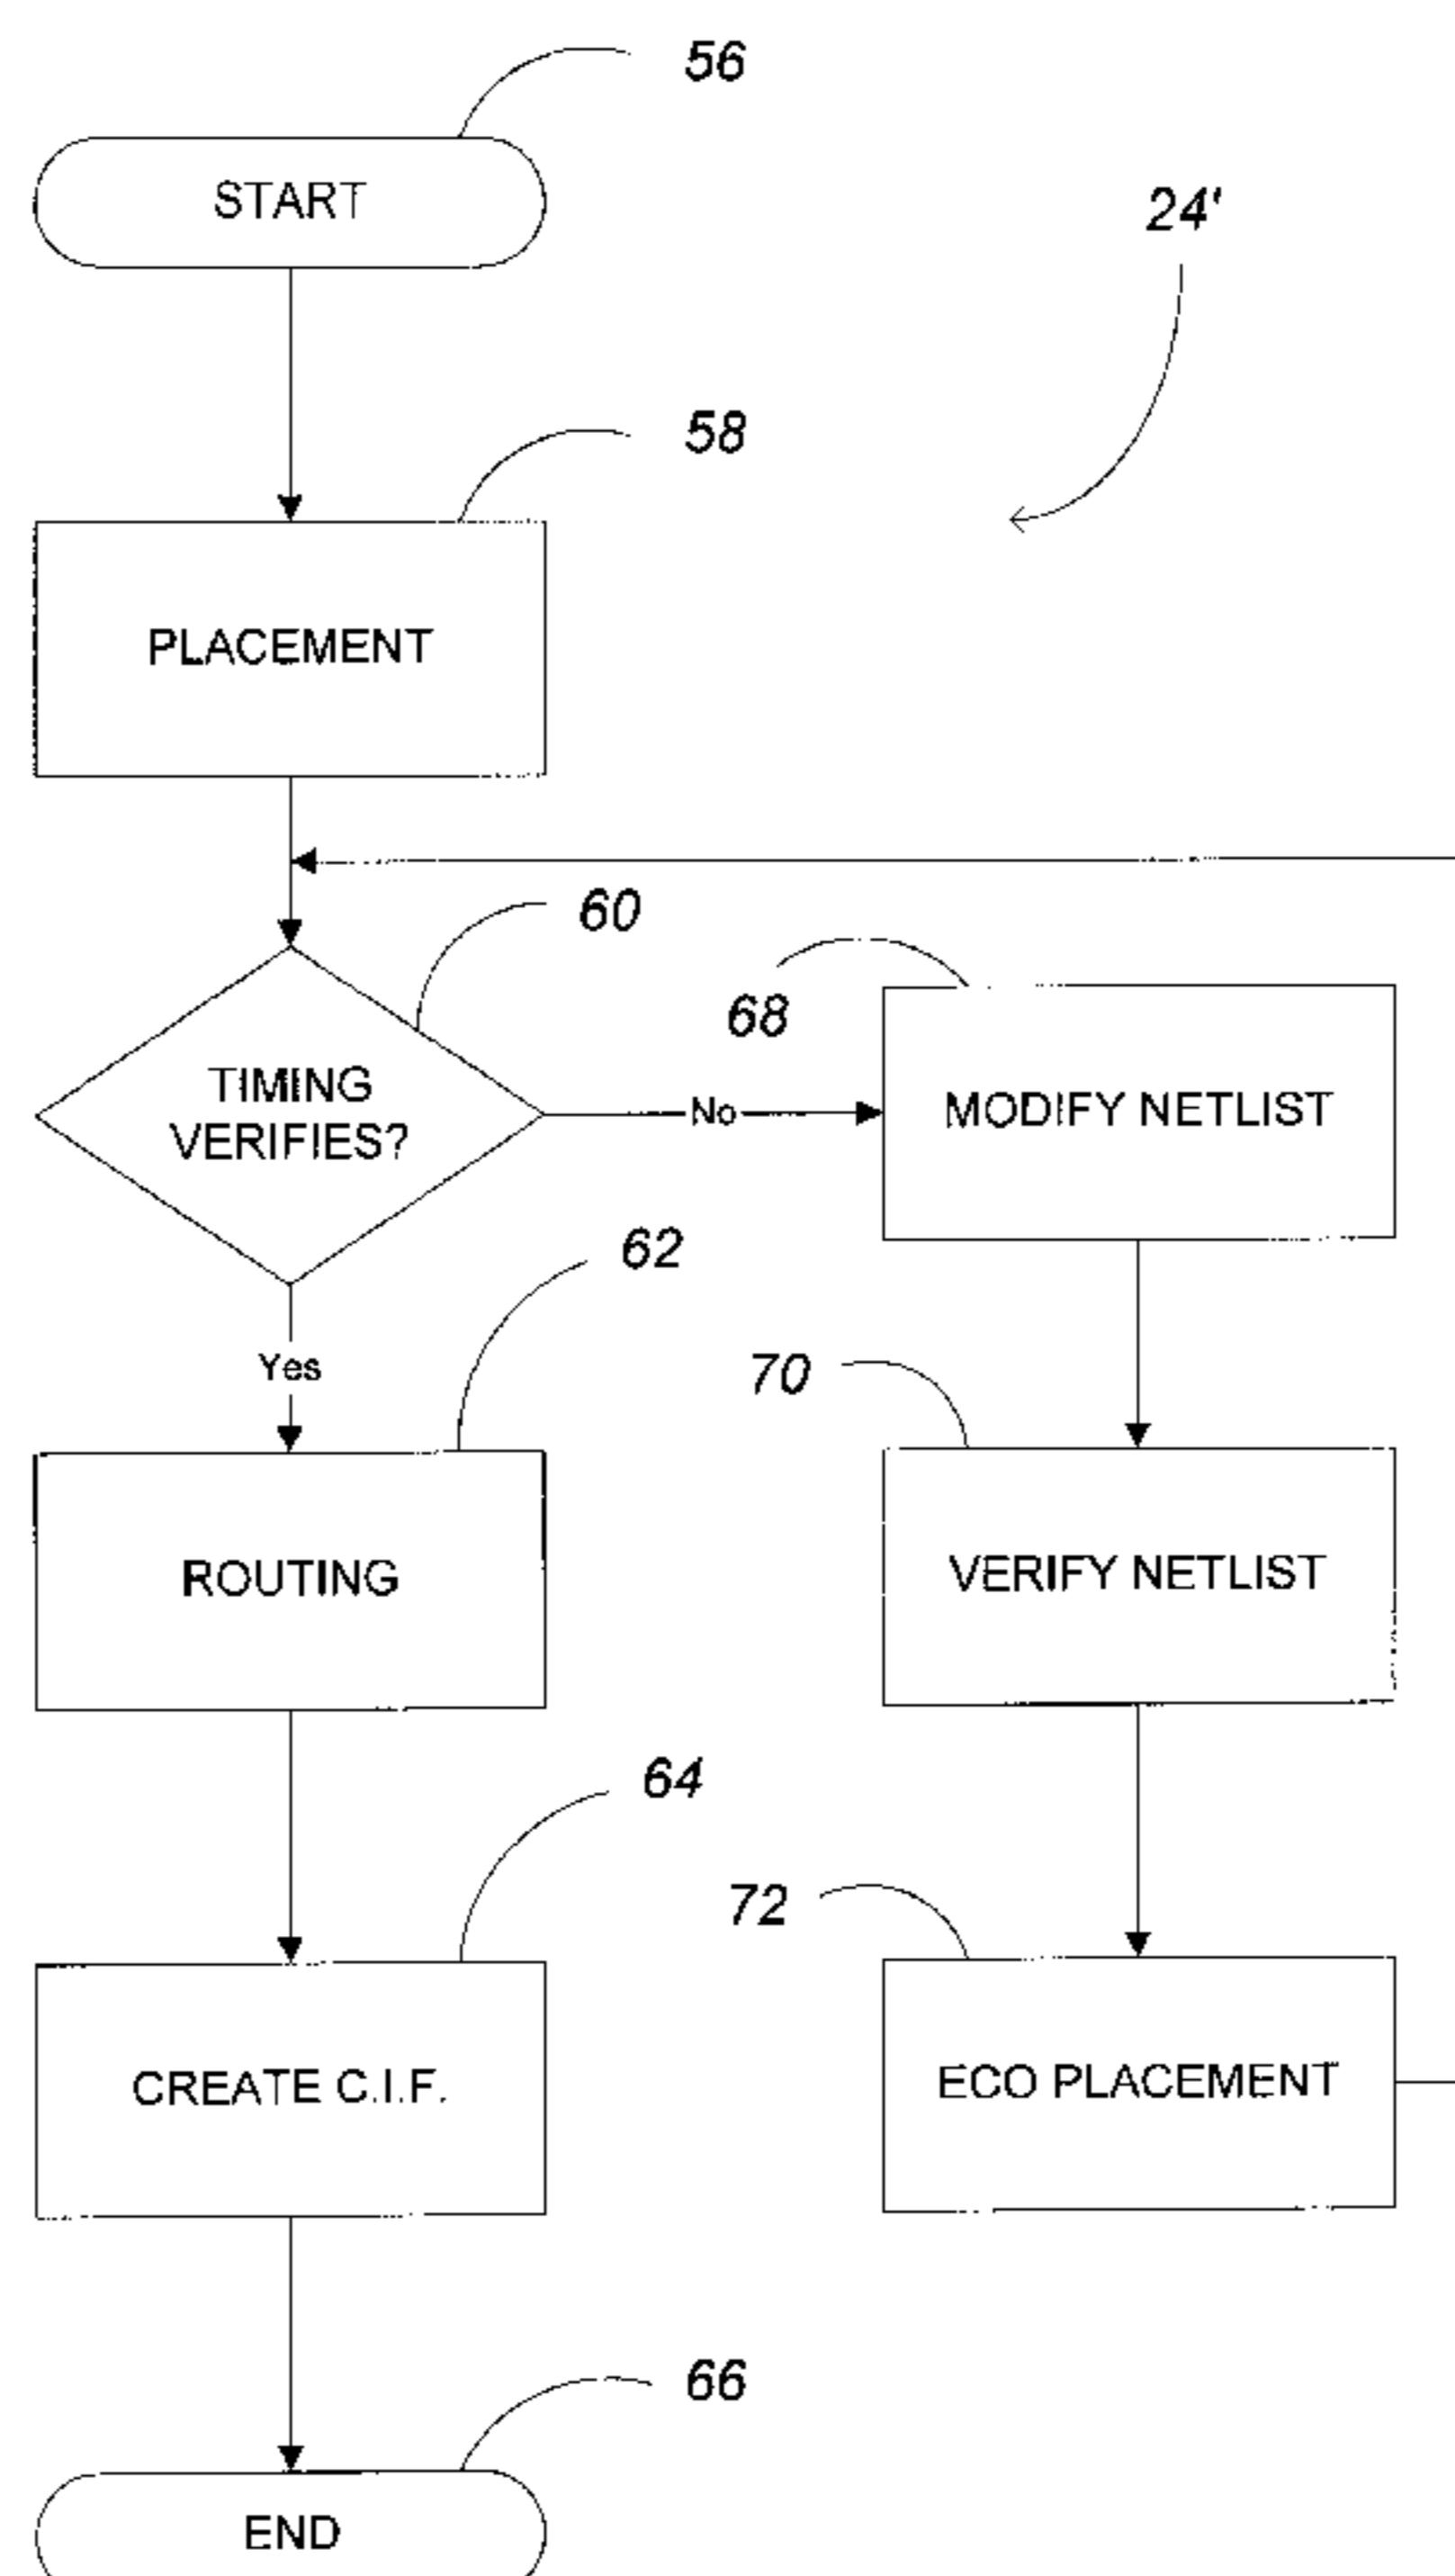 56
START
24'
58
PLACEMENT
60
68
TIMING
VERIFIES?
No
MODIFY NETLIST
62
Yes
70
ROUTING
VERIFY NETLIST
64
72
CREATE C.I.F.
ECO PLACEMENT
66
END